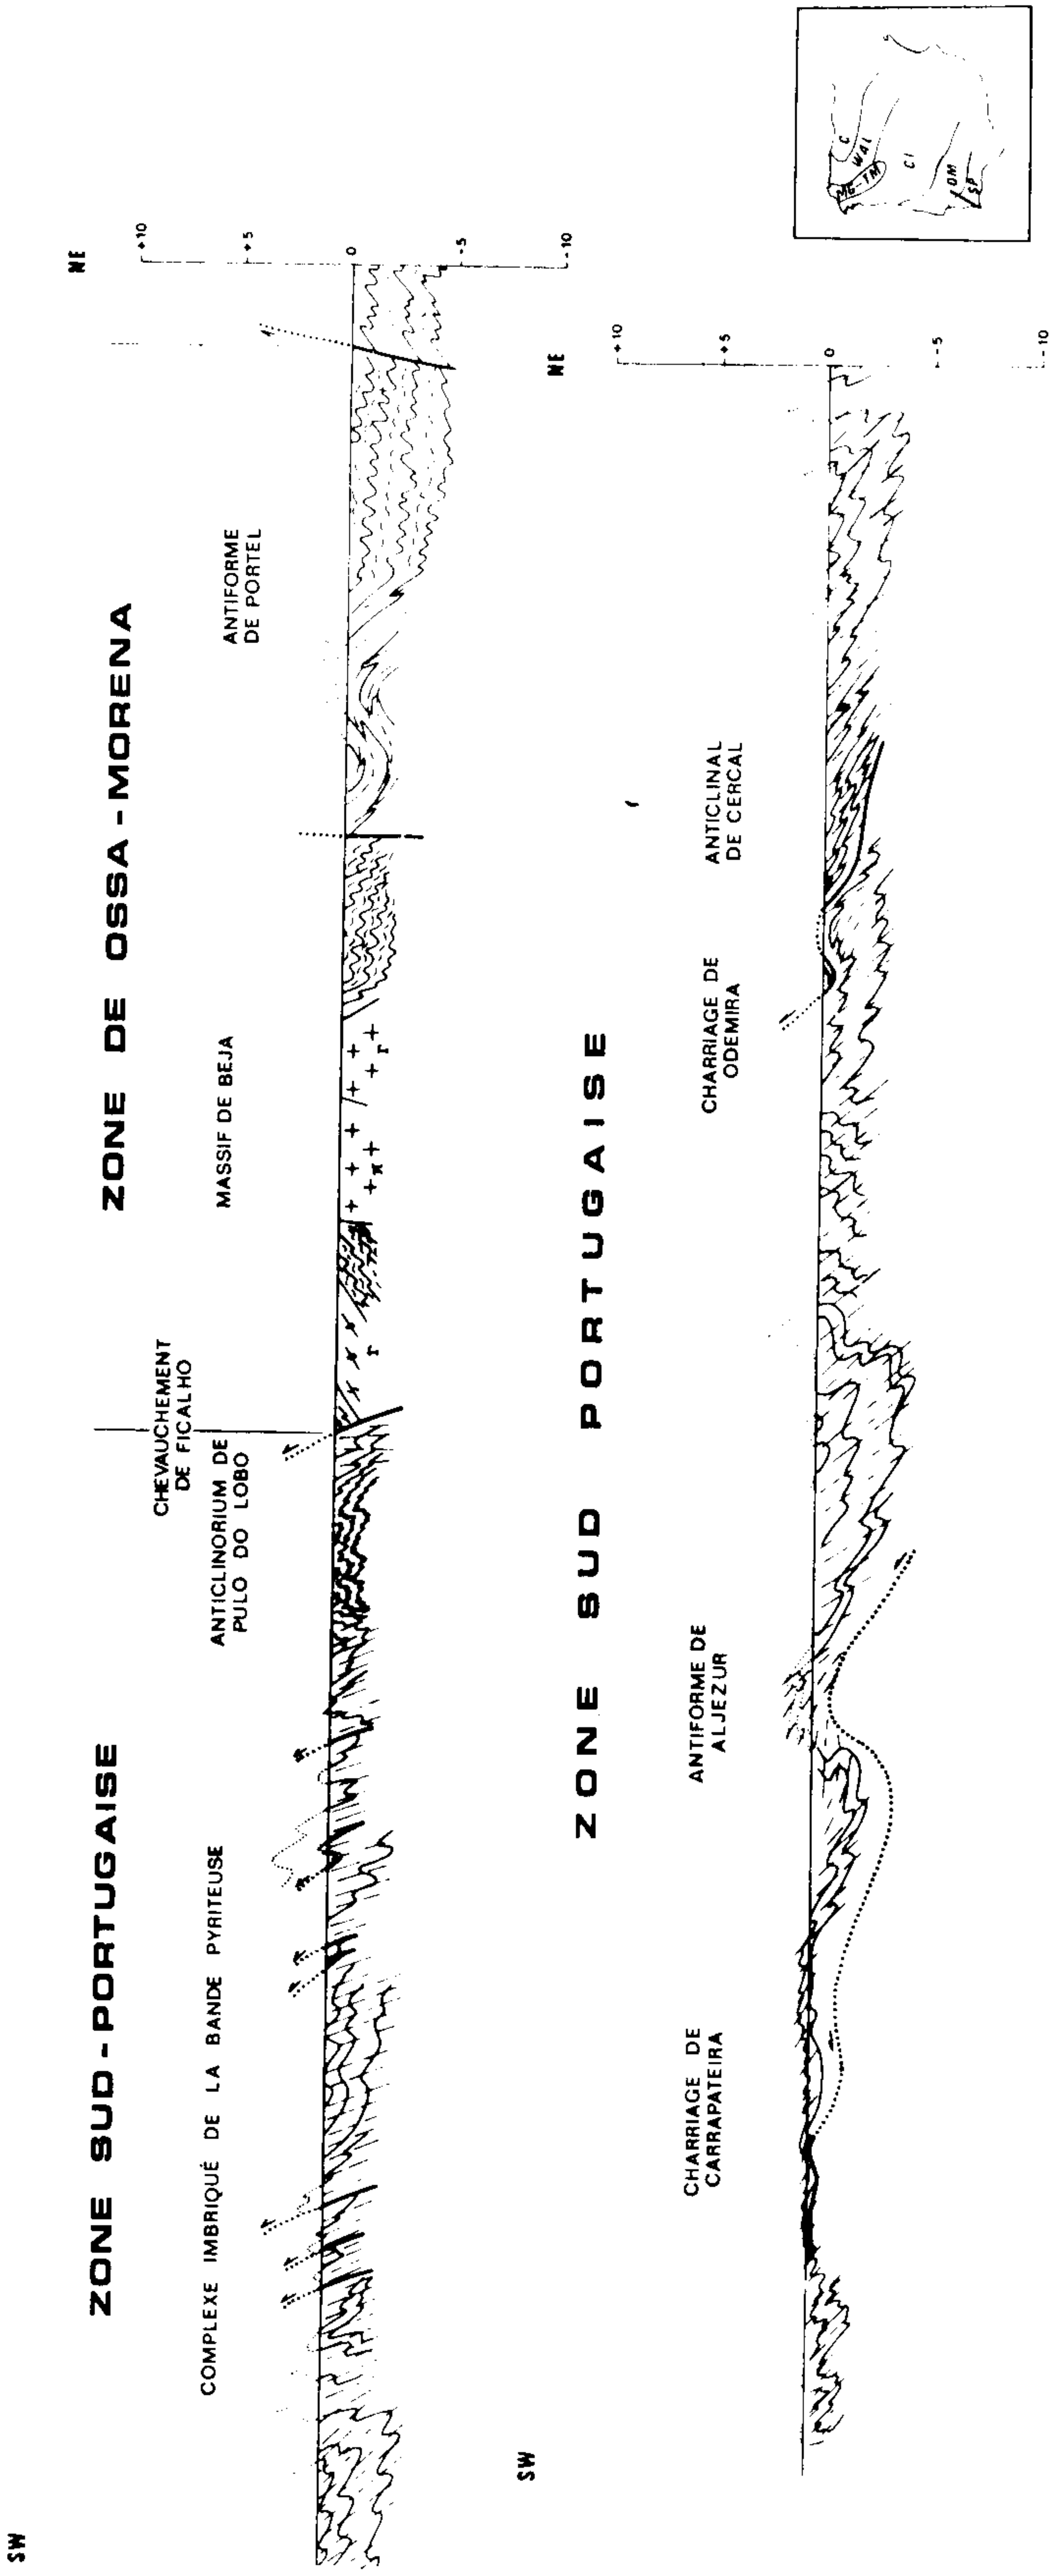 SW
NE
ZONE SUD-PORTUGAISE
ZONE DE OSSA-MORENA
CHEVAUCHEMENT
DE FICALHO
COMPLEXE IMBRIQUÉ DE LA BANDE PYRITEUSE
ANTICLINORIUM DE
PULO DO LOBO
MASSIF DE BEJA
ANTIFORME
DE PORTEL
+10
+5
0
-5
-10
SW
NE
ZONE SUD PORTUGAISE
CHARRIAGE DE
CARRAPATEIRA
ANTIFORME DE
ALJEZUR
CHARRIAGE DE
ODEMIRA
ANTICLINAL
DE CERCAL
+10
+5
0
-5
-10
C
WAL
MG-TM
CI
OM
SP